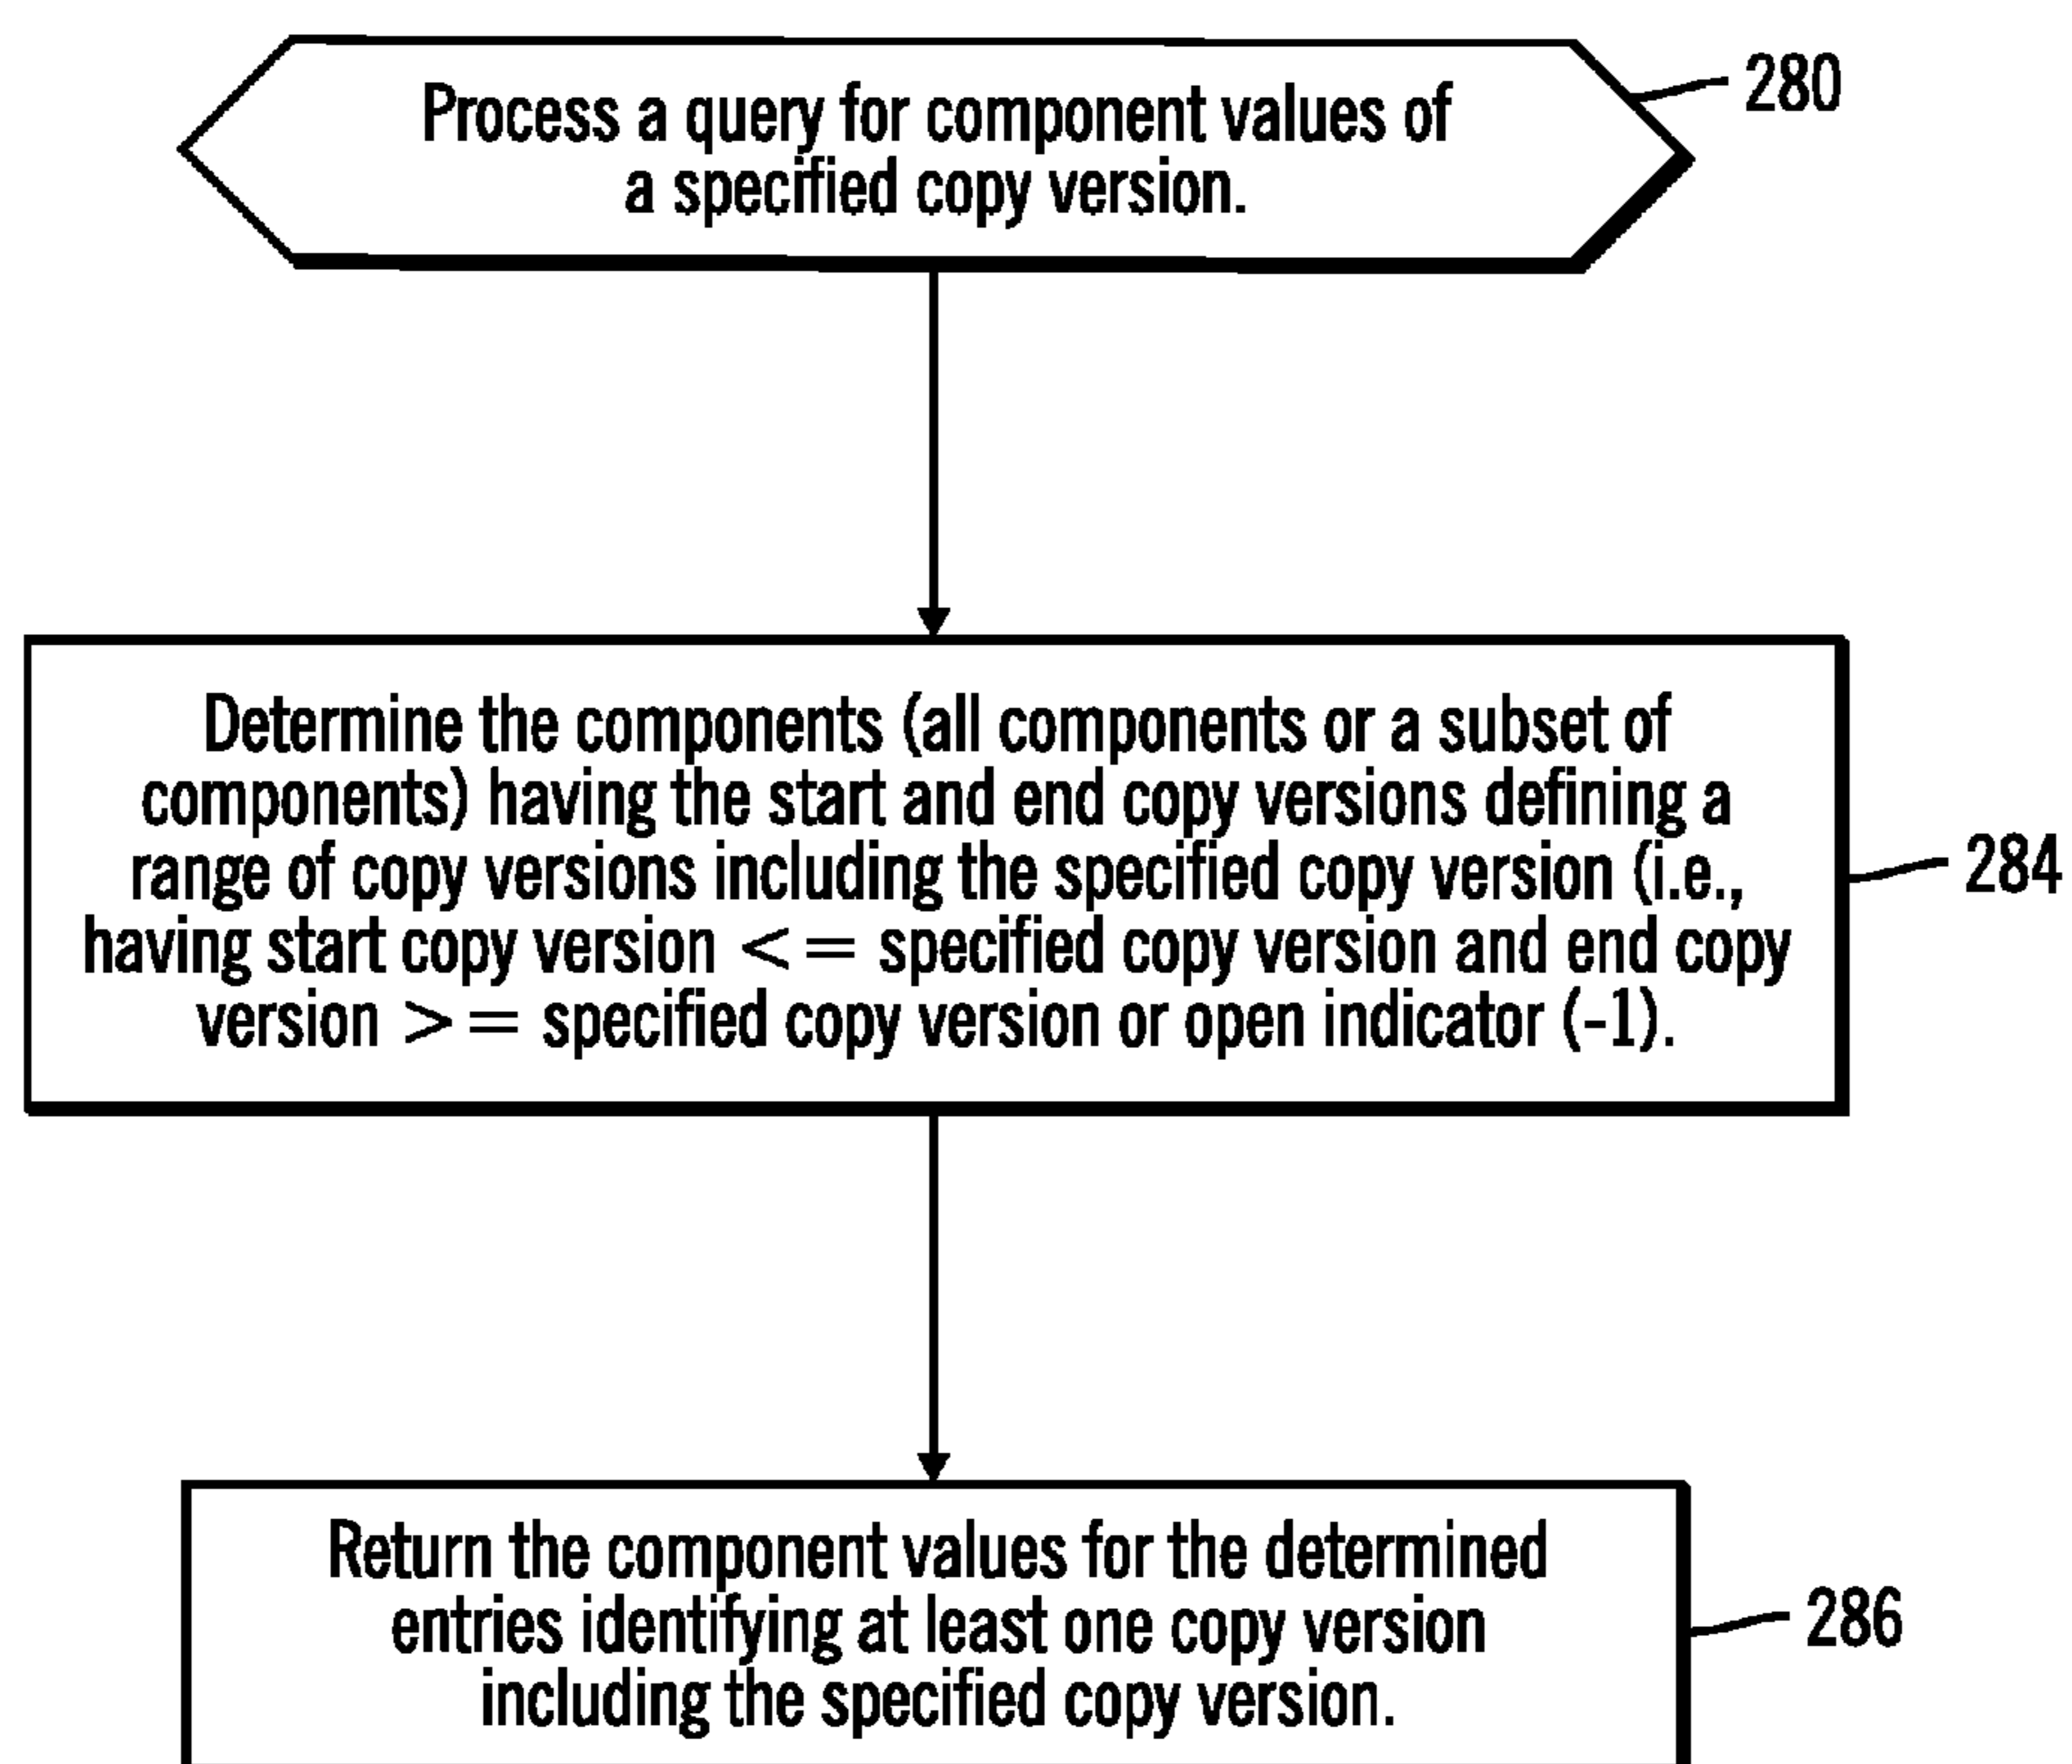 Process a query for component values of
a specified copy version.
280
Determine the components (all components or a subset of
components) having the start and end copy versions defining a
range of copy versions including the specified copy version (i.e.,
having start copy version <= specified copy version and end copy
version >= specified copy version or open indicator (-1).
284
Return the component values for the determined
entries identifying at least one copy version
including the specified copy version.
286